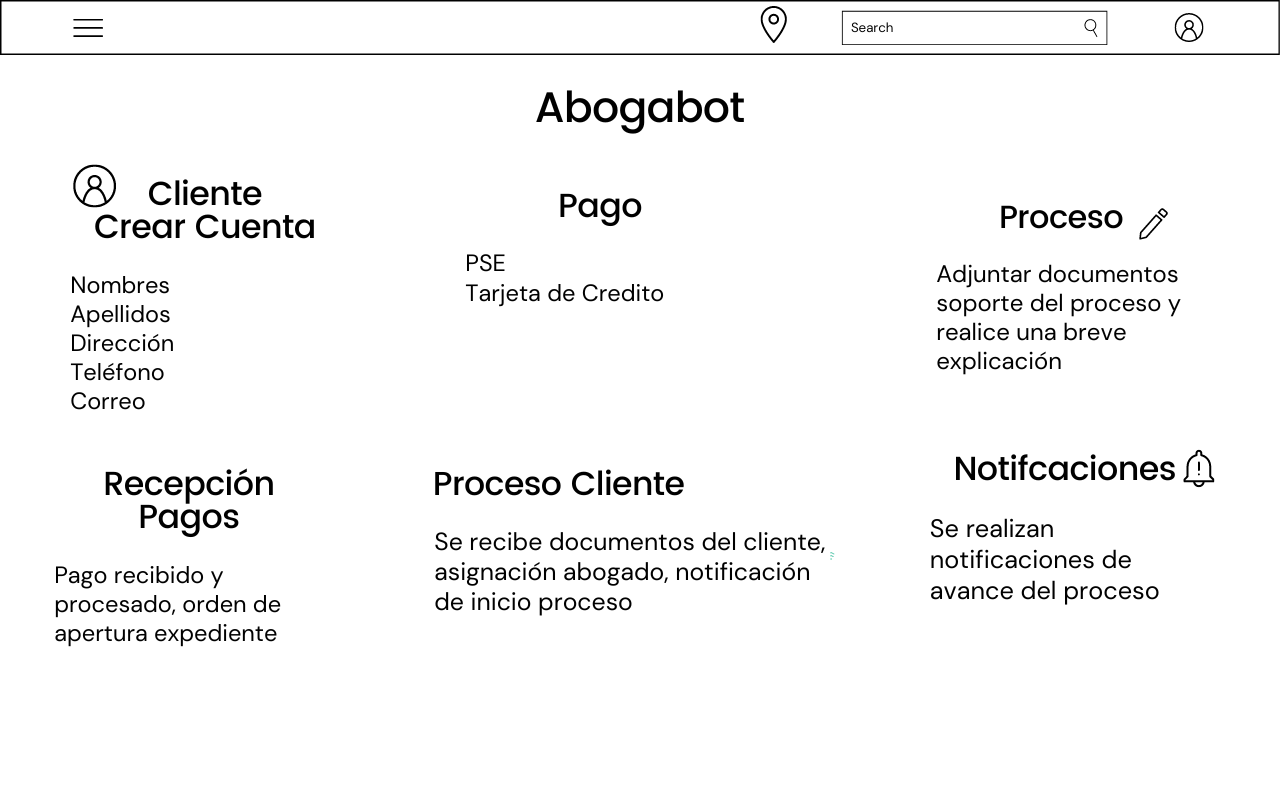 Search
Abogabot
Cliente
Crear Cuenta
Nombres
Apellidos
Dirección
Teléfono
Correo
Pago
PSE
Tarjeta de Credito
Proceso
Adjuntar documentos
soporte del proceso y
realice una breve
explicación
Recepción
Pagos
Pago recibido y
procesado, orden de
apertura expediente
Proceso Cliente
Se recibe documentos del cliente,
asignación abogado, notificación
de inicio proceso
Notifcaciones
Se realizan
notificaciones de
avance del proceso